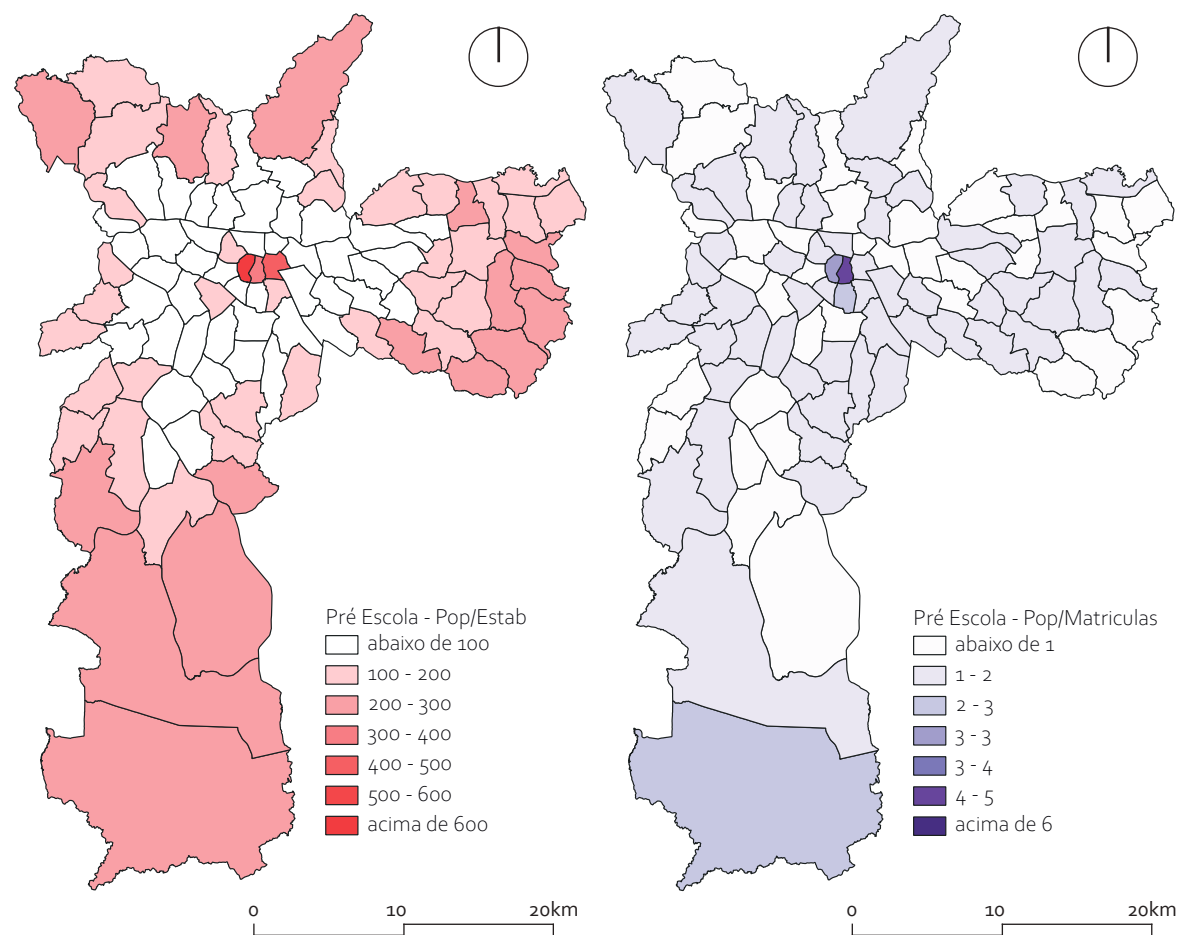 Pré Escola - Pop/Estab
abaixo de 100
100 - 200
200 - 300
300 - 400
400 - 500
500 - 600
acima de 600
0 10 20km
Pré Escola - Pop/Matriculas
abaixo de 1
1 - 2
2 - 3
3 - 3
3 - 4
4 - 5
acima de 6
0 10 20km